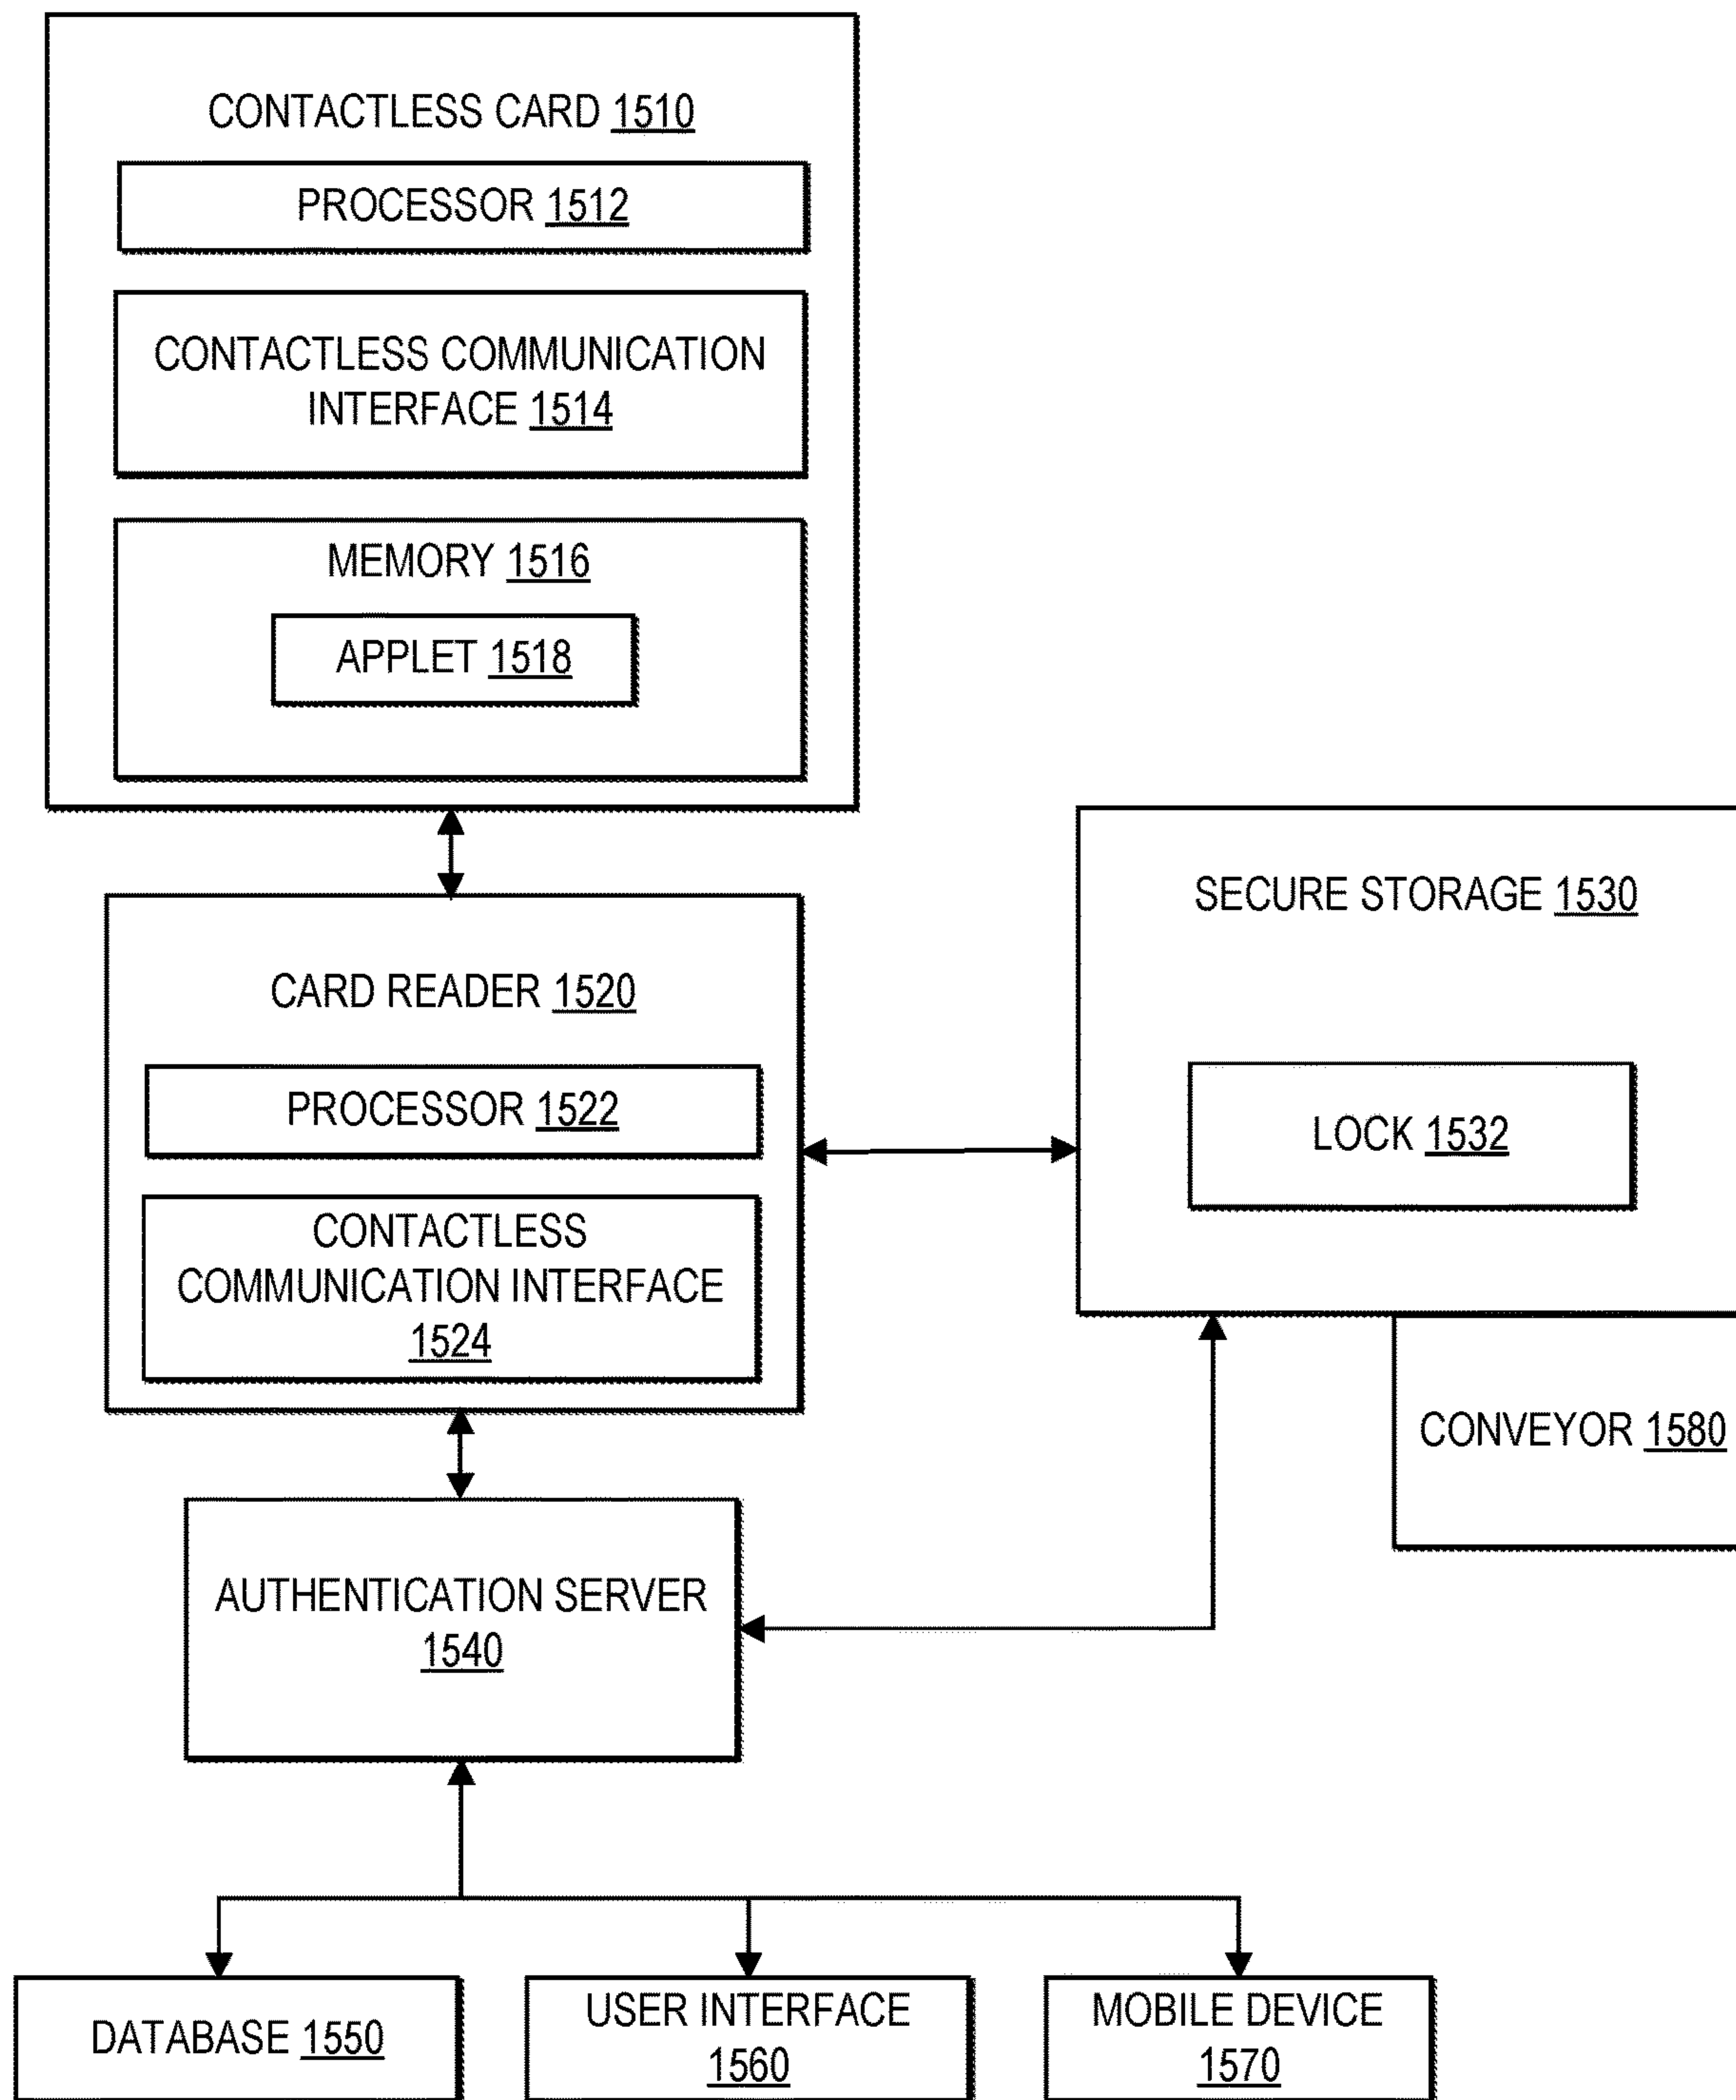 CONTACTLESS CARD 1510
PROCESSOR 1512
CONTACTLESS COMMUNICATION
INTERFACE 1514
MEMORY 1516
APPLET 1518
CARD READER 1520
PROCESSOR 1522
CONTACTLESS
COMMUNICATION INTERFACE
1524
SECURE STORAGE 1530
LOCK 1532
CONVEYOR 1580
AUTHENTICATION SERVER
1540
DATABASE 1550
USER INTERFACE
1560
MOBILE DEVICE
1570